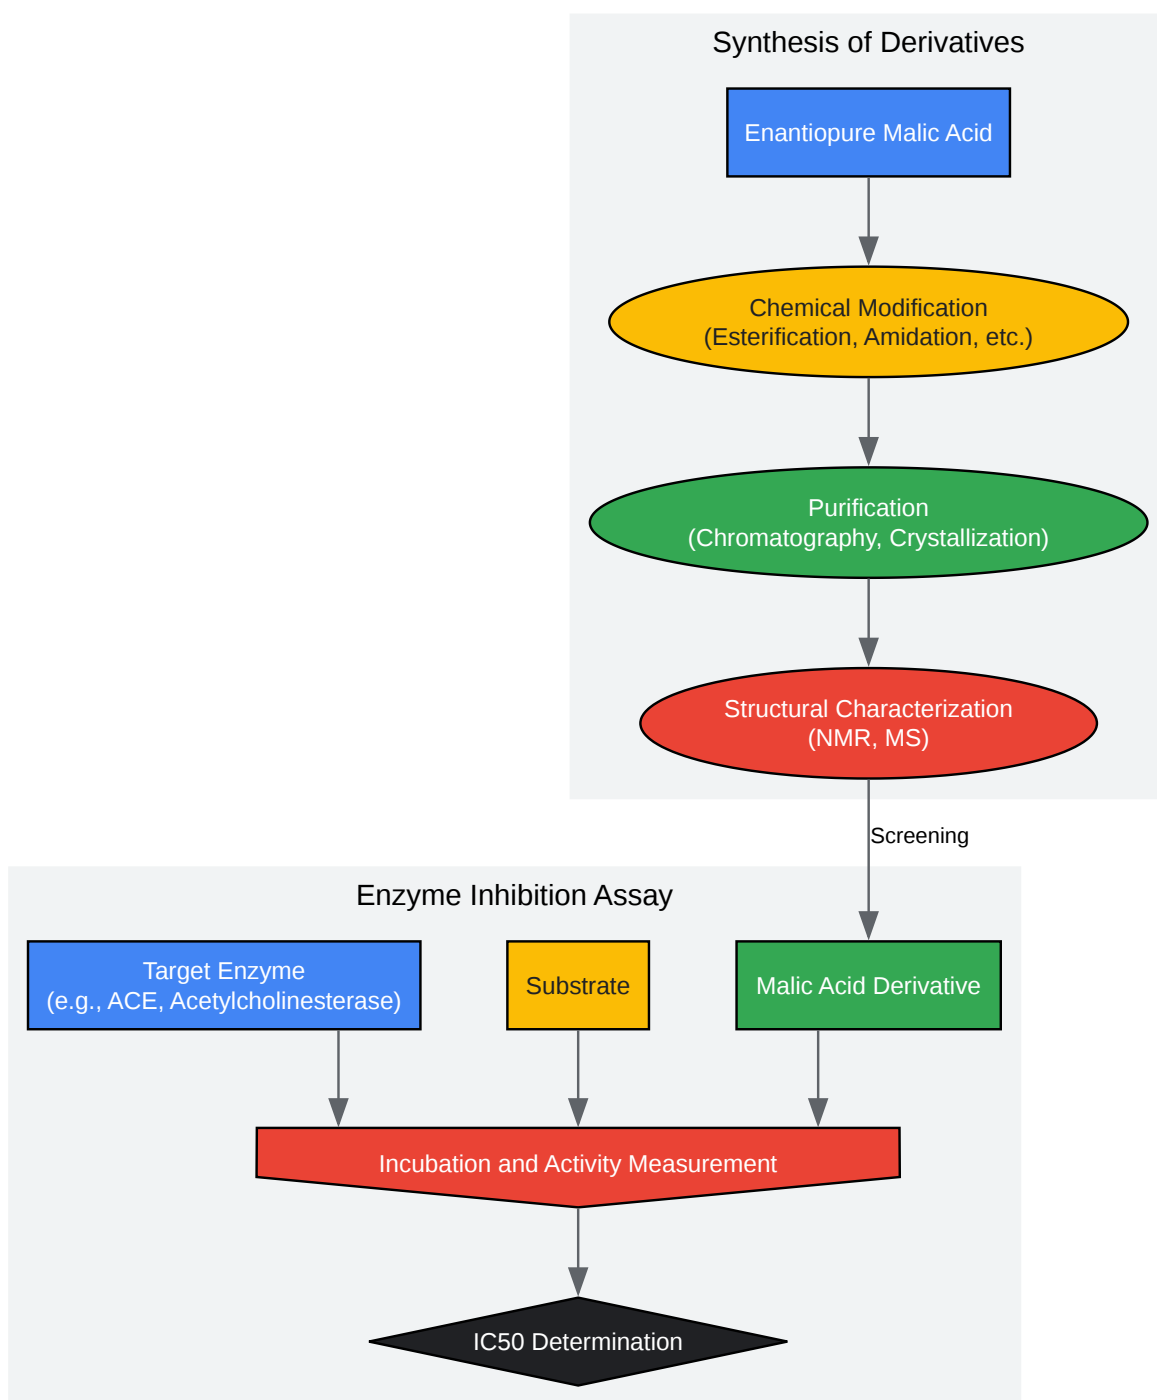 Synthesis of Derivatives
Enantiopure Malic Acid
Chemical Modification
(Esterification, Amidation, etc.)
Purification
(Chromatography, Crystallization)
Structural Characterization
(NMR, MS)
Screening
Enzyme Inhibition Assay
Target Enzyme
(e.g., ACE, Acetylcholinesterase)
Substrate
Malic Acid Derivative
Incubation and Activity Measurement
IC50 Determination